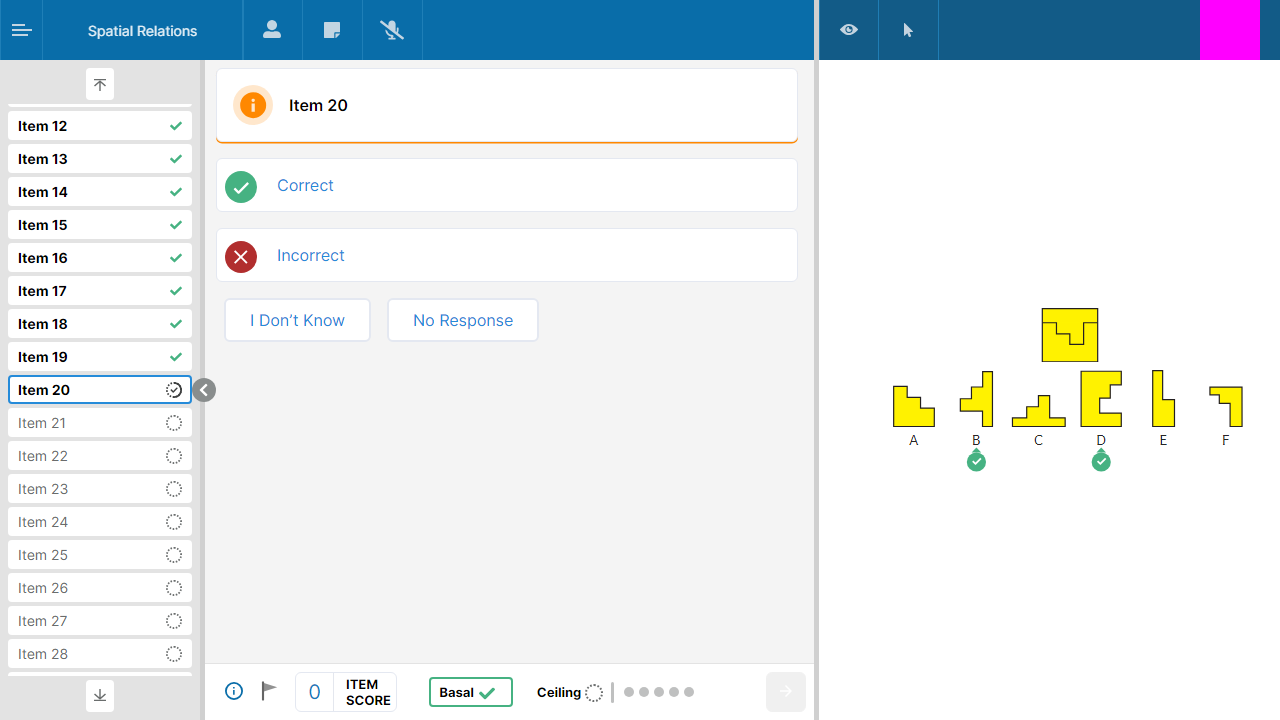 Spatial Relations
Item 12
Item 13
Item 14
Item 15
Item 16
Item 17
Item 18
Item 19
Item 20
Item 21
Item 22
Item 23
Item 24
Item 25
Item 26
Item 27
Item 28
Item 20
Correct
Incorrect
I Don’t Know
No Response
0
ITEM
SCORE
Basal
Ceiling
A B C D E F